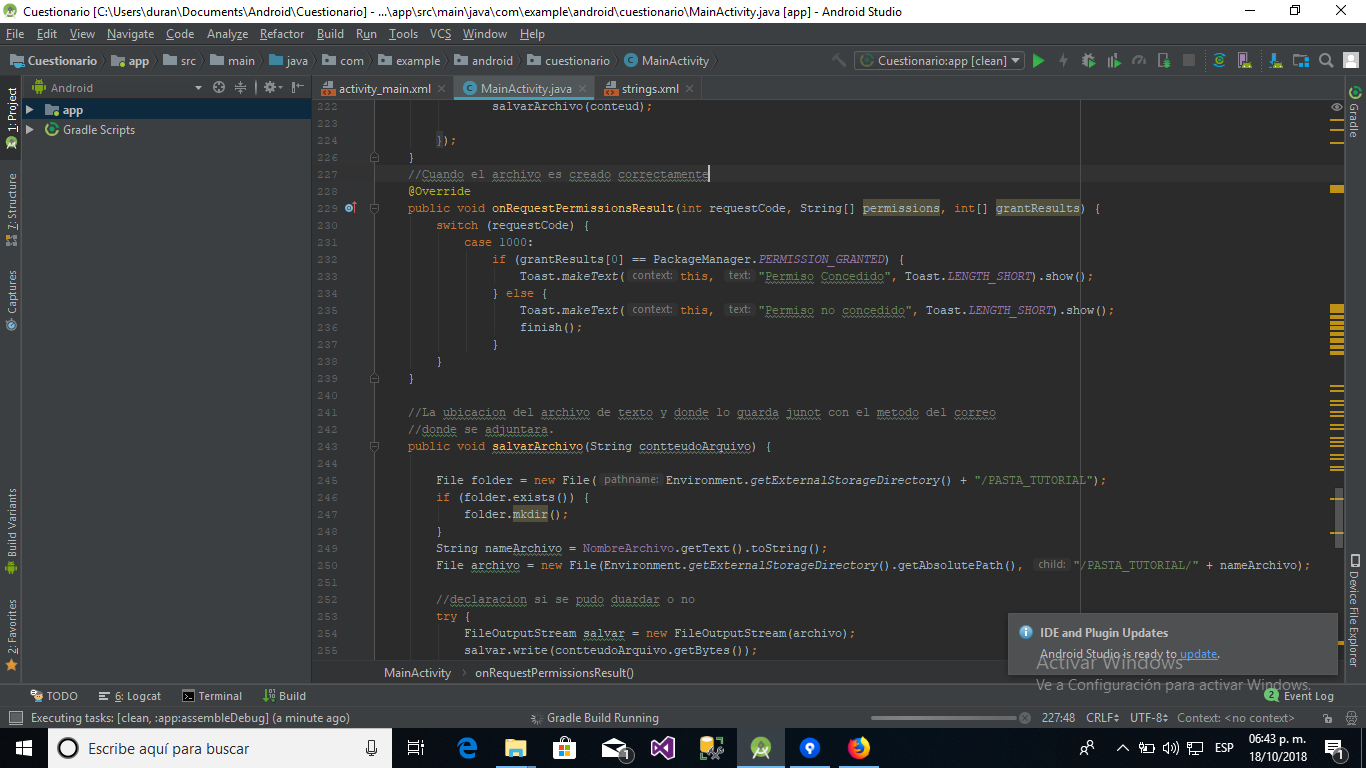 Cuestionario [C:\Users\duran\Documents\Android\Cuestionario] - ...\app\src\main\java\com\example\android\cuestionario\MainActivity.java [app] - Android Studio
File Edit View Navigate Code Analyze Refactor Build Run Tools VCS Window Help
Cuestionario app src main java com example android cuestionario MainActivity Cuestionario:app [clean]
Android activity_main.xml MainActivity.java strings.xml
1: Project
7: Structure
Captures
Build Variants
2: Favorites
app
Gradle Scripts
222 salvarArchivo(conteud);
223
224 });
226 }
227 //Cuando el archivo es creado correctamente
228 @Override
229 public void onRequestPermissionsResult(int requestCode, String[] permissions, int[] grantResults) {
230 switch (requestCode) {
231 case 1000:
232 if (grantResults[0] == PackageManager.PERMISSION_GRANTED) {
233 Toast.makeText( context: this, text: "Permiso Concedido", Toast.LENGTH_SHORT).show();
234 } else {
235 Toast.makeText( context: this, text: "Permiso no concedido", Toast.LENGTH_SHORT).show();
236 finish();
237 }
238 }
239 }
240
241 //La ubicacion del archivo de texto y donde lo guarda junot con el metodo del correo
242 //donde se adjuntara.
243 public void salvarArchivo(String contteudoArquivo) {
244
245 File folder = new File( pathname: Environment.getExternalStorageDirectory() + "/PASTA_TUTORIAL");
246 if (folder.exists()) {
247 folder.mkdir();
248 }
249 String nameArchivo = NombreArchivo.getText().toString();
250 File archivo = new File(Environment.getExternalStorageDirectory().getAbsolutePath(), child: "/PASTA_TUTORIAL/" + nameArchivo);
251
252 //declaracion si se pudo duardar o no
253 try {
254 FileOutputStream salvar = new FileOutputStream(archivo);
255 salvar.write(contteudoArquivo.getBytes());
Gradle
Device File Explorer
IDE and Plugin Updates
Android Studio is ready to update.
Activar Windows
Ve a Configuración para activar Windows.
MainActivity onRequestPermissionsResult()
TODO 6: Logcat Terminal Build 2 Event Log
Executing tasks: [clean, :app:assembleDebug] (a minute ago) Gradle Build Running 227:48 CRLF UTF-8 Context: <no context>
Escribe aquí para buscar 1 ESP 06:43 p. m. 1
18/10/2018